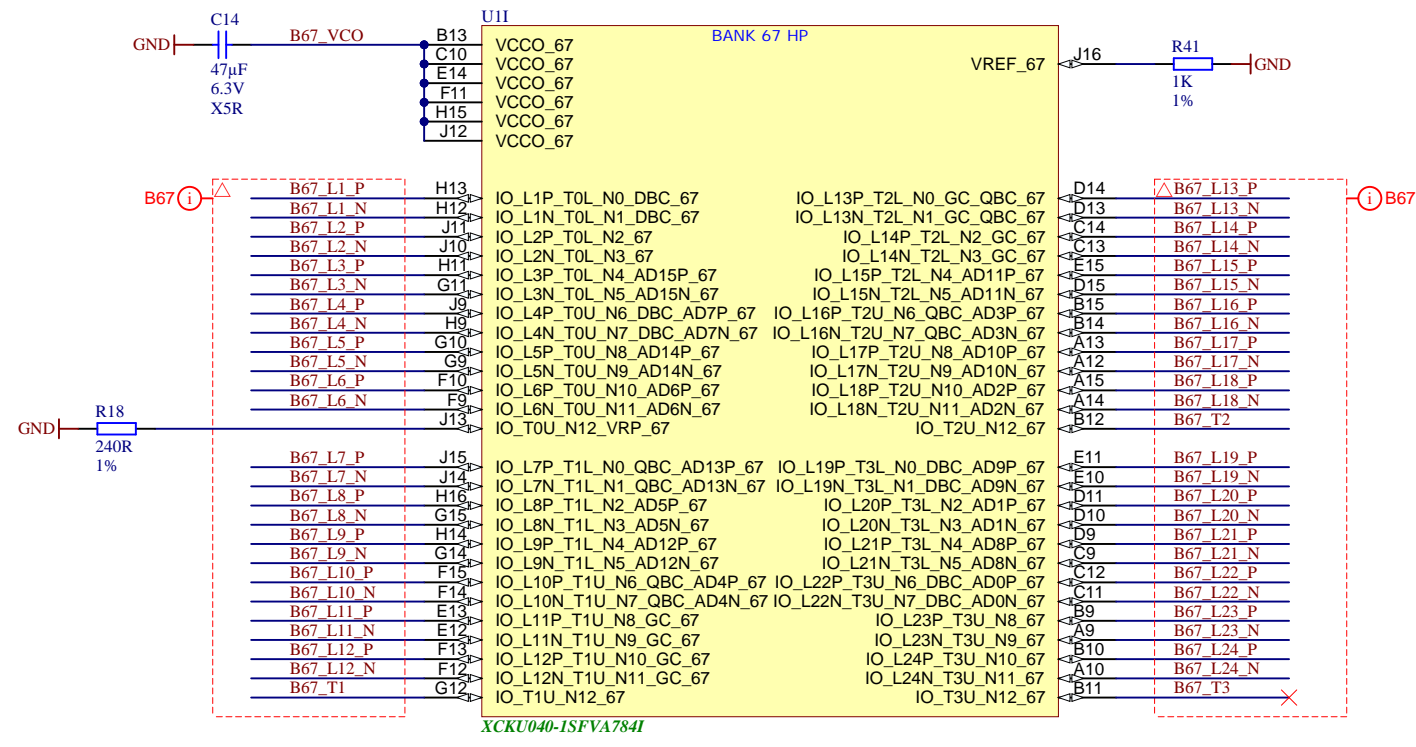 U1I
BANK 67 HP
C14
GND
47µF
6.3V
X5R
B67_VCO
B13 VCCO_67
C10 VCCO_67
E14 VCCO_67
F11 VCCO_67
H15 VCCO_67
J12 VCCO_67
VREF_67 J16
R41
1K
1%
GND
B67 i
B67_L1_P H13 IO_L1P_T0L_N0_DBC_67
B67_L1_N H12 IO_L1N_T0L_N1_DBC_67
B67_L2_P J11 IO_L2P_T0L_N2_67
B67_L2_N J10 IO_L2N_T0L_N3_67
B67_L3_P H11 IO_L3P_T0L_N4_AD15P_67
B67_L3_N G11 IO_L3N_T0L_N5_AD15N_67
B67_L4_P J9 IO_L4P_T0U_N6_DBC_AD7P_67
B67_L4_N H9 IO_L4N_T0U_N7_DBC_AD7N_67
B67_L5_P G10 IO_L5P_T0U_N8_AD14P_67
B67_L5_N G9 IO_L5N_T0U_N9_AD14N_67
B67_L6_P F10 IO_L6P_T0U_N10_AD6P_67
B67_L6_N F9 IO_L6N_T0U_N11_AD6N_67
GND
R18
240R
1%
J13 IO_T0U_N12_VRP_67
B67_L7_P J15 IO_L7P_T1L_N0_QBC_AD13P_67
B67_L7_N J14 IO_L7N_T1L_N1_QBC_AD13N_67
B67_L8_P H16 IO_L8P_T1L_N2_AD5P_67
B67_L8_N G15 IO_L8N_T1L_N3_AD5N_67
B67_L9_P H14 IO_L9P_T1L_N4_AD12P_67
B67_L9_N G14 IO_L9N_T1L_N5_AD12N_67
B67_L10_P F15 IO_L10P_T1U_N6_QBC_AD4P_67
B67_L10_N F14 IO_L10N_T1U_N7_QBC_AD4N_67
B67_L11_P E13 IO_L11P_T1U_N8_GC_67
B67_L11_N E12 IO_L11N_T1U_N9_GC_67
B67_L12_P F13 IO_L12P_T1U_N10_GC_67
B67_L12_N F12 IO_L12N_T1U_N11_GC_67
B67_T1 G12 IO_T1U_N12_67
IO_L13P_T2L_N0_GC_QBC_67 D14 B67_L13_P
IO_L13N_T2L_N1_GC_QBC_67 D13 B67_L13_N
IO_L14P_T2L_N2_GC_67 C14 B67_L14_P
IO_L14N_T2L_N3_GC_67 C13 B67_L14_N
IO_L15P_T2L_N4_AD11P_67 E15 B67_L15_P
IO_L15N_T2L_N5_AD11N_67 D15 B67_L15_N
IO_L16P_T2U_N6_QBC_AD3P_67 B15 B67_L16_P
IO_L16N_T2U_N7_QBC_AD3N_67 B14 B67_L16_N
IO_L17P_T2U_N8_AD10P_67 A13 B67_L17_P
IO_L17N_T2U_N9_AD10N_67 A12 B67_L17_N
IO_L18P_T2U_N10_AD2P_67 A15 B67_L18_P
IO_L18N_T2U_N11_AD2N_67 A14 B67_L18_N
IO_T2U_N12_67 B12 B67_T2
IO_L19P_T3L_N0_DBC_AD9P_67 E11 B67_L19_P
IO_L19N_T3L_N1_DBC_AD9N_67 E10 B67_L19_N
IO_L20P_T3L_N2_AD1P_67 D11 B67_L20_P
IO_L20N_T3L_N3_AD1N_67 D10 B67_L20_N
IO_L21P_T3L_N4_AD8P_67 D9 B67_L21_P
IO_L21N_T3L_N5_AD8N_67 C9 B67_L21_N
IO_L22P_T3U_N6_DBC_AD0P_67 C12 B67_L22_P
IO_L22N_T3U_N7_DBC_AD0N_67 C11 B67_L22_N
IO_L23P_T3U_N8_67 B9 B67_L23_P
IO_L23N_T3U_N9_67 A9 B67_L23_N
IO_L24P_T3U_N10_67 B10 B67_L24_P
IO_L24N_T3U_N11_67 A10 B67_L24_N
IO_T3U_N12_67 B11 B67_T3
i B67
XCKU040-1SFVA784I